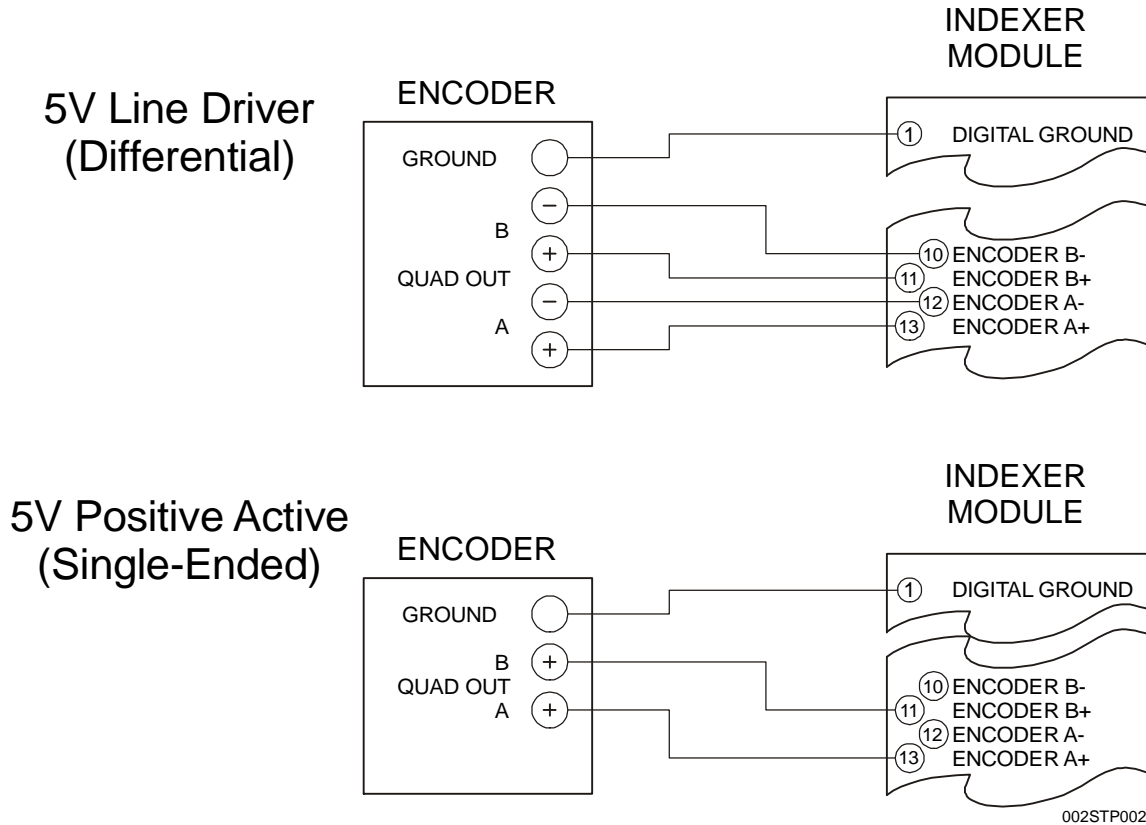 INDEXER
MODULE
5V Line Driver
(Differential)
ENCODER
GROUND
1 DIGITAL GROUND
−
B
+
QUAD OUT
−
A
+
10 ENCODER B-
11 ENCODER B+
12 ENCODER A-
13 ENCODER A+
INDEXER
MODULE
5V Positive Active
(Single-Ended)
ENCODER
GROUND
1 DIGITAL GROUND
B +
QUAD OUT
A +
10 ENCODER B-
11 ENCODER B+
12 ENCODER A-
13 ENCODER A+
002STP002